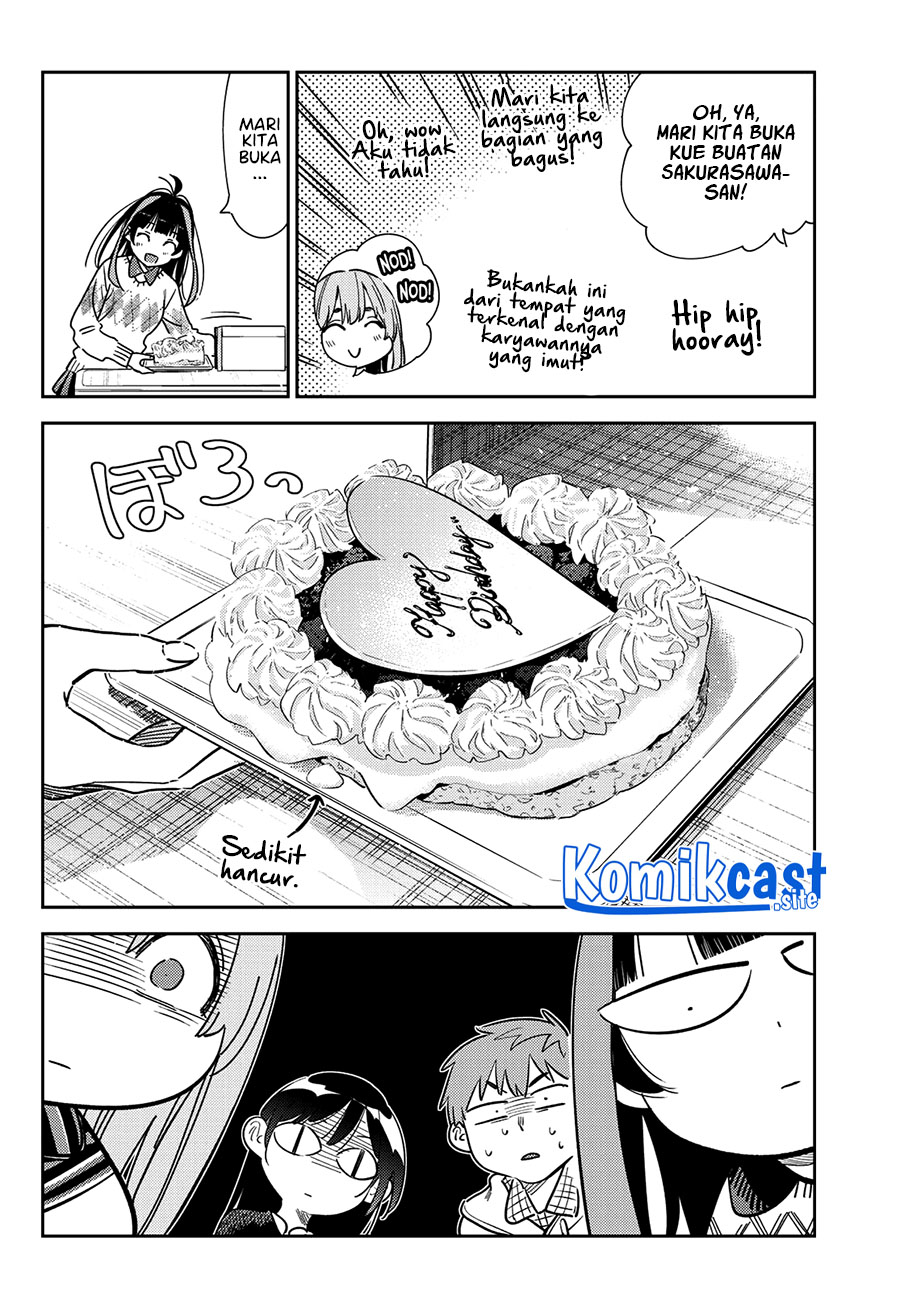 OH, YA,
MARI KITA BUKA
KUE BUATAN
SAKURASAWA-
SAN!
Mari kita
langsung ke
bagian yang
bagus!
Oh, wow
Aku tidak
tahu!
NOD!
NOD!
Hip hip
hooray!
Bukankah ini
dari tempat yang
terkenal dengan
karyawannya
yang imut?
MARI
KITA
BUKA
...
ぼろ〜
Happy
Birthday
Sedikit
hancur.
Komikcast
.site